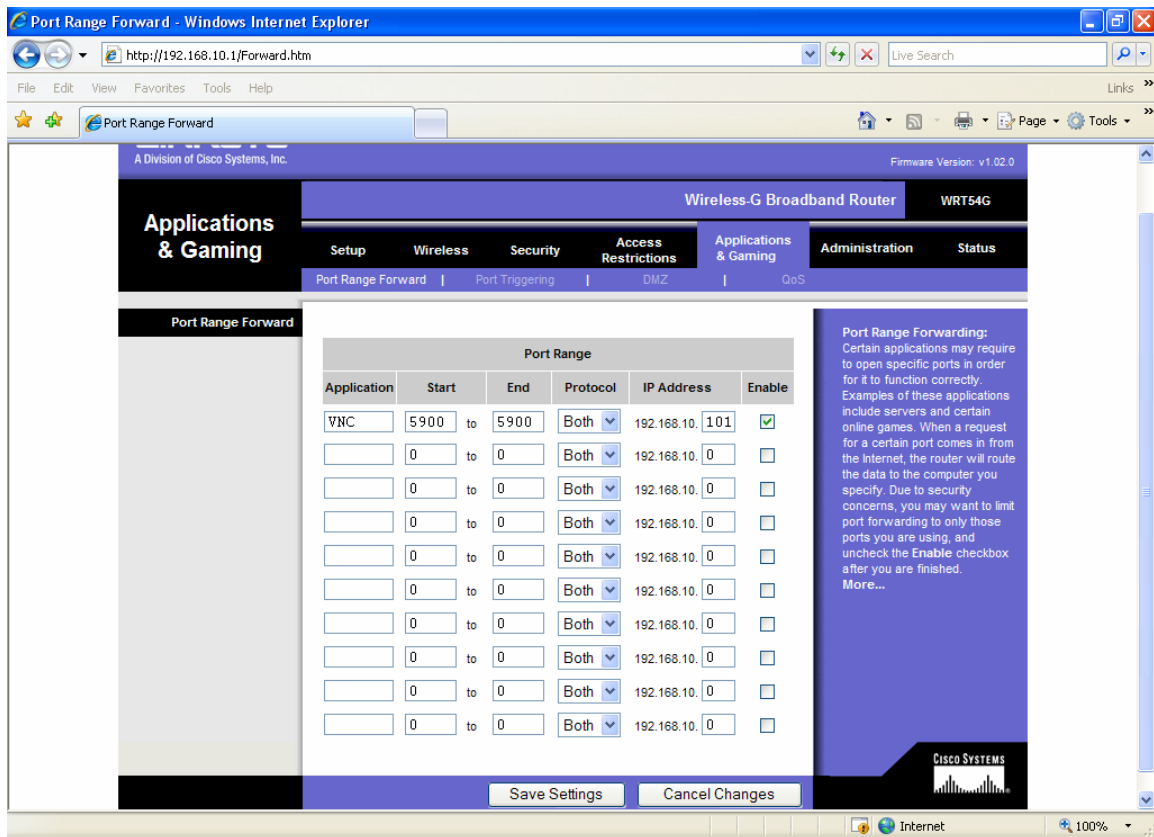 Port Range Forward - Windows Internet Explorer
http://192.168.10.1/Forward.htm
Live Search
File Edit View Favorites Tools Help
Links »
Port Range Forward
Page Tools »
A Division of Cisco Systems, Inc.
Firmware Version: v1.02.0
Wireless-G Broadband Router WRT54G
Applications
& Gaming
Setup Wireless Security Access Restrictions Applications & Gaming Administration Status
Port Range Forward | Port Triggering | DMZ | QoS
Port Range Forward
Port Range
Application Start End Protocol IP Address Enable
VNC 5900 to 5900 Both 192.168.10. 101
0 to 0 Both 192.168.10. 0
0 to 0 Both 192.168.10. 0
0 to 0 Both 192.168.10. 0
0 to 0 Both 192.168.10. 0
0 to 0 Both 192.168.10. 0
0 to 0 Both 192.168.10. 0
0 to 0 Both 192.168.10. 0
0 to 0 Both 192.168.10. 0
0 to 0 Both 192.168.10. 0
Port Range Forwarding:
Certain applications may require
to open specific ports in order
for it to function correctly.
Examples of these applications
include servers and certain
online games. When a request
for a certain port comes in from
the Internet, the router will route
the data to the computer you
specify. Due to security
concerns, you may want to limit
port forwarding to only those
ports you are using, and
uncheck the Enable checkbox
after you are finished.
More...
CISCO SYSTEMS
Save Settings Cancel Changes
Internet 100%